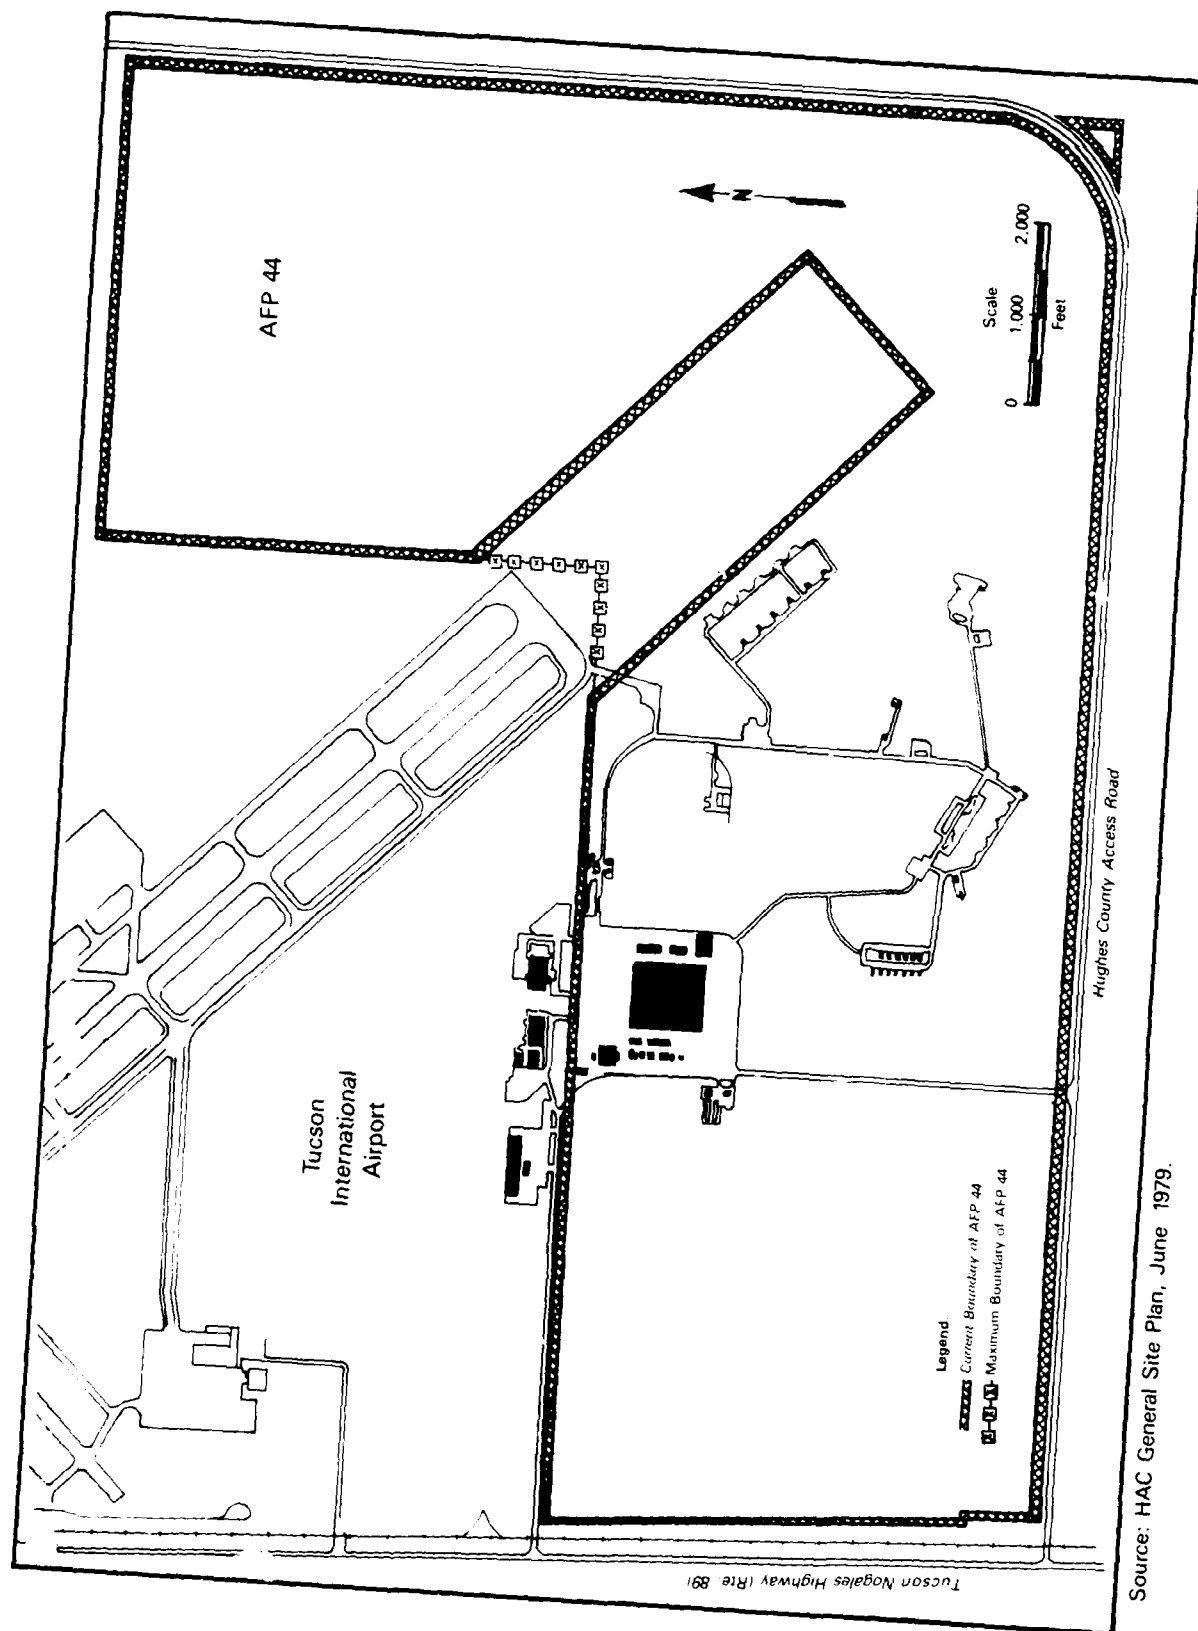 AFP 44
N
Scale
0 1,000 2,000
Feet
Tucson
International
Airport
Hughes County Access Road
Legend
Current Boundary of AFP 44
Maximum Boundary of AFP 44
Tucson Nogales Highway (Rte. 89)
Source: HAC General Site Plan, June 1979.